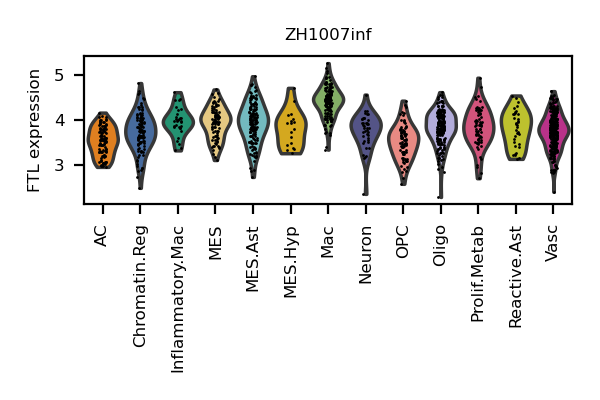 ZH1007inf
FTL expression
5
4
3
AC
Chromatin.Reg
Inflammatory.Mac
MES
MES.Ast
MES.Hyp
Mac
Neuron
OPC
Oligo
Prolif.Metab
Reactive.Ast
Vasc